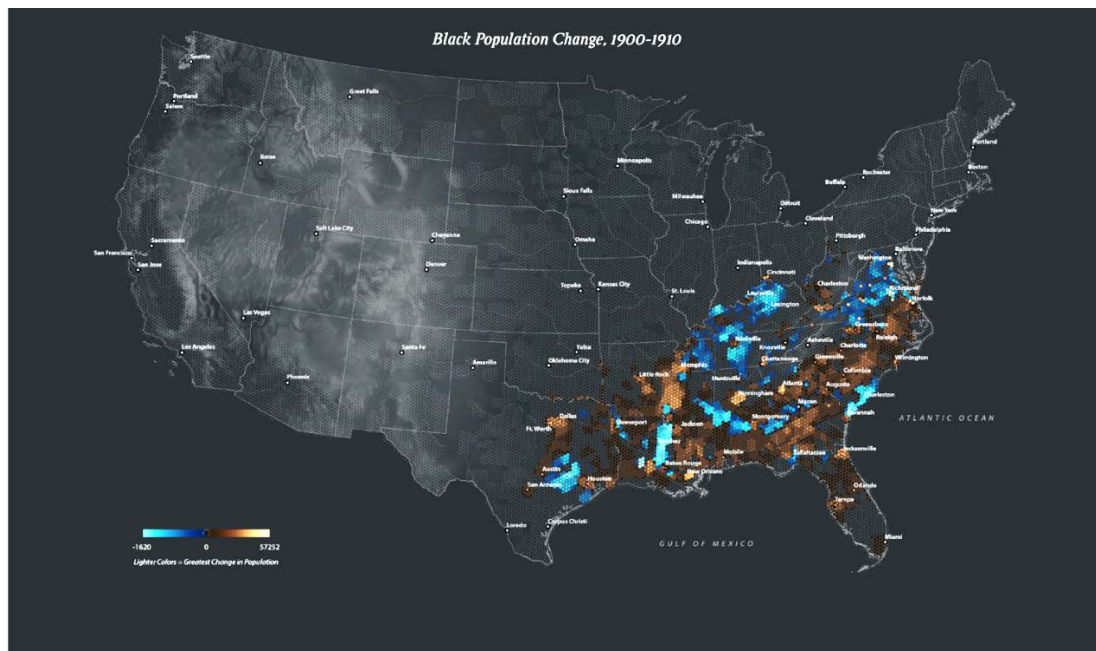 Black Population Change, 1900-1910
Seattle
Portland
Salem
Great Falls
Boise
Minneapolis
Sioux Falls
Milwaukee
Chicago
Detroit
Buffalo
Rochester
Portland
Boston
Cleveland
New York
Philadelphia
Pittsburgh
Baltimore
Washington
Salt Lake City
Cheyenne
Denver
Omaha
Sacramento
San Francisco
San Jose
Indianapolis
Cincinnati
Charleston
Richmond
Norfolk
Topeka
Kansas City
St. Louis
Louisville
Lexington
Las Vegas
Greensboro
Raleigh
Nashville
Knoxville
Asheville
Charlotte
Wilmington
Los Angeles
Santa Fe
Amarillo
Tulsa
Oklahoma City
Memphis
Chattanooga
Greenville
Columbia
Phoenix
Little Rock
Huntsville
Atlanta
Augusta
Charleston
Birmingham
Macon
Savannah
ATLANTIC OCEAN
Dallas
Ft. Worth
Shreveport
Jackson
Montgomery
Natchez
Mobile
Tallahassee
Jacksonville
Austin
San Antonio
Houston
Baton Rouge
New Orleans
Orlando
Tampa
Loredo
Corpus Christi
GULF OF MEXICO
Miami
-1620
0
57252
Lighter Colors = Greatest Change in Population